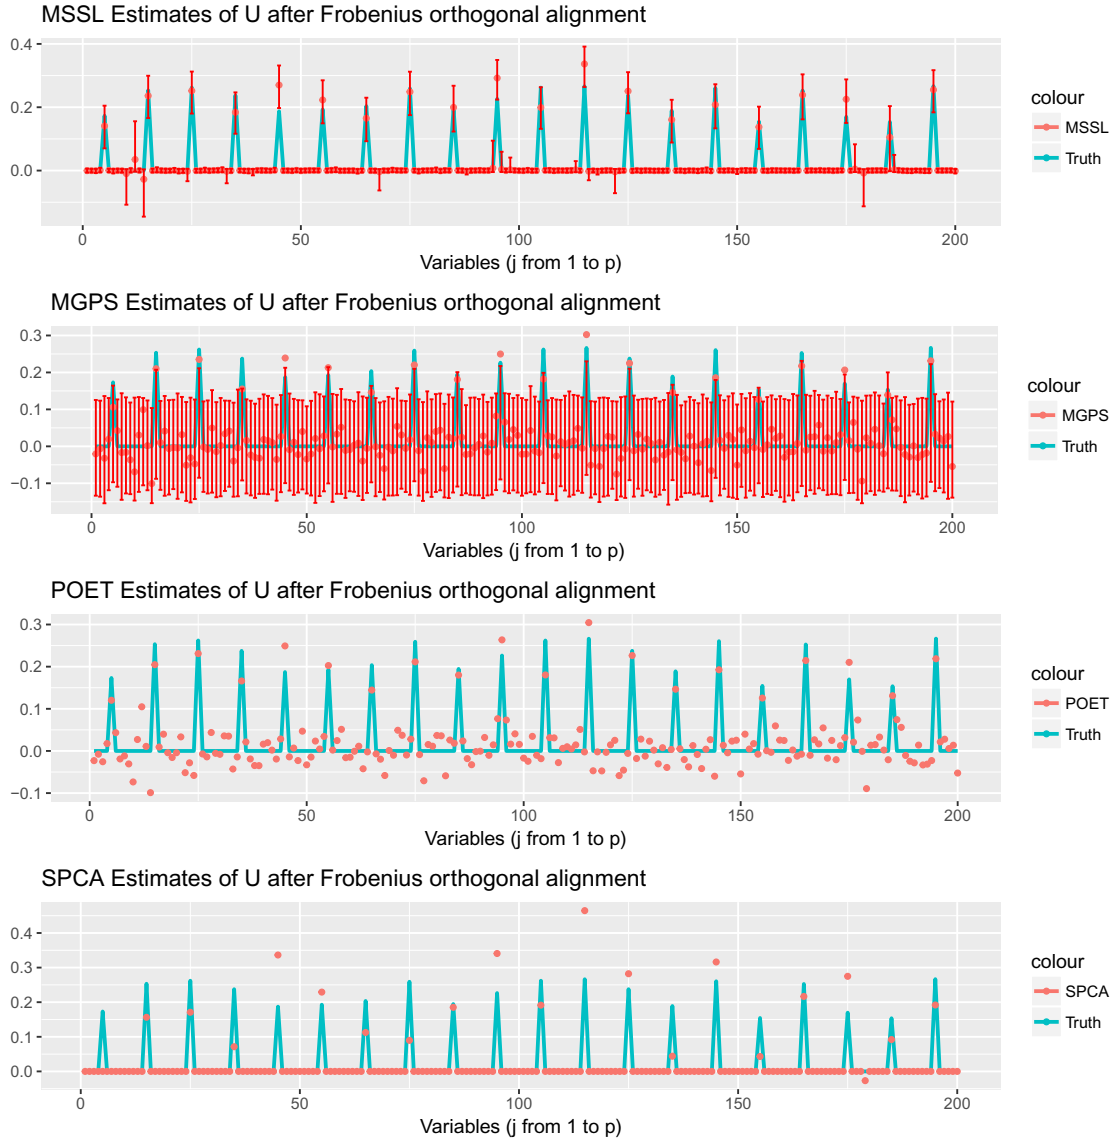 MSSL Estimates of U after Frobenius orthogonal alignment
0.4
0.2
0.0
0 50 100 150 200
Variables (j from 1 to p)
colour
MSSL
Truth
MGPS Estimates of U after Frobenius orthogonal alignment
0.3
0.2
0.1
0.0
−0.1
0 50 100 150 200
Variables (j from 1 to p)
colour
MGPS
Truth
POET Estimates of U after Frobenius orthogonal alignment
0.3
0.2
0.1
0.0
−0.1
0 50 100 150 200
Variables (j from 1 to p)
colour
POET
Truth
SPCA Estimates of U after Frobenius orthogonal alignment
0.4
0.3
0.2
0.1
0.0
0 50 100 150 200
Variables (j from 1 to p)
colour
SPCA
Truth